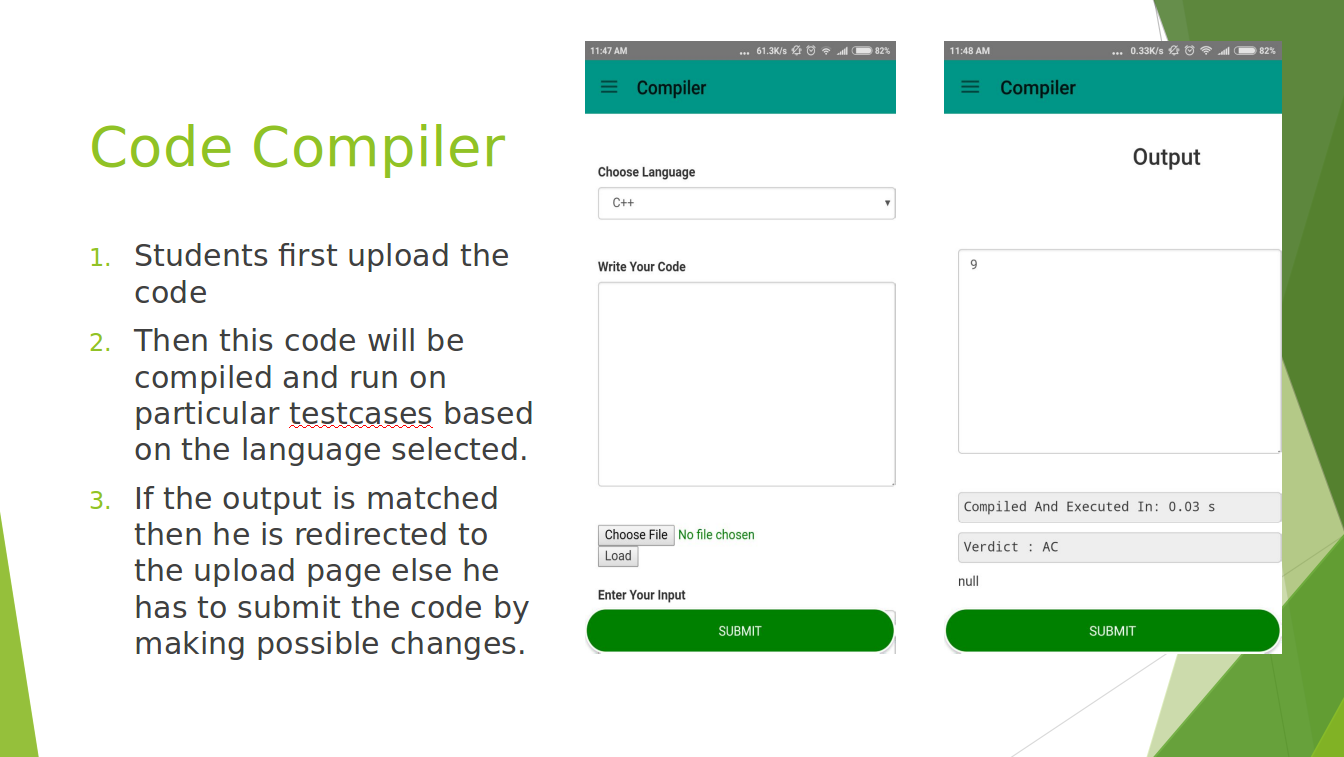 Code Compiler
1. Students first upload the
code
2. Then this code will be
compiled and run on
particular testcases based
on the language selected.
3. If the output is matched
then he is redirected to
the upload page else he
has to submit the code by
making possible changes.
11:47 AM ... 61.3K/s 82%
Compiler
Choose Language
C++
Write Your Code
Choose File No file chosen
Load
Enter Your Input
SUBMIT
11:48 AM ... 0.33K/s 82%
Compiler
Output
9
Compiled And Executed In: 0.03 s
Verdict : AC
null
SUBMIT